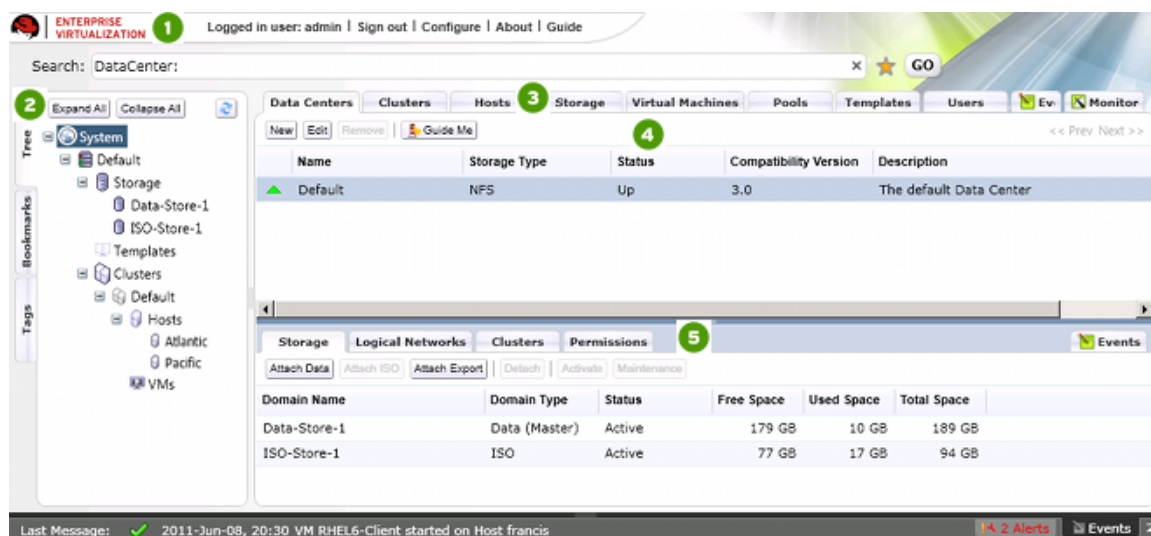 ENTERPRISE
VIRTUALIZATION
1
Logged in user: admin | Sign out | Configure | About | Guide
Search: DataCenter:
GO
2
Expand All Collapse All
Tree
Bookmarks
Tags
System
Default
Storage
Data-Store-1
ISO-Store-1
Templates
Clusters
Default
Hosts
Atlantic
Pacific
VMs
Data Centers Clusters Hosts 3 Storage Virtual Machines Pools Templates Users Ev Monitor
New Edit Remove | Guide Me 4 << Prev Next >>
Name Storage Type Status Compatibility Version Description
Default NFS Up 3.0 The default Data Center
Storage Logical Networks Clusters Permissions 5 Events
Attach Data Attach ISO Attach Export | Detach | Activate Maintenance
Domain Name Domain Type Status Free Space Used Space Total Space
Data-Store-1 Data (Master) Active 179 GB 10 GB 189 GB
ISO-Store-1 ISO Active 77 GB 17 GB 94 GB
Last Message: 2011-Jun-08, 20:30 VM RHEL6-Client started on Host francis 2 Alerts Events